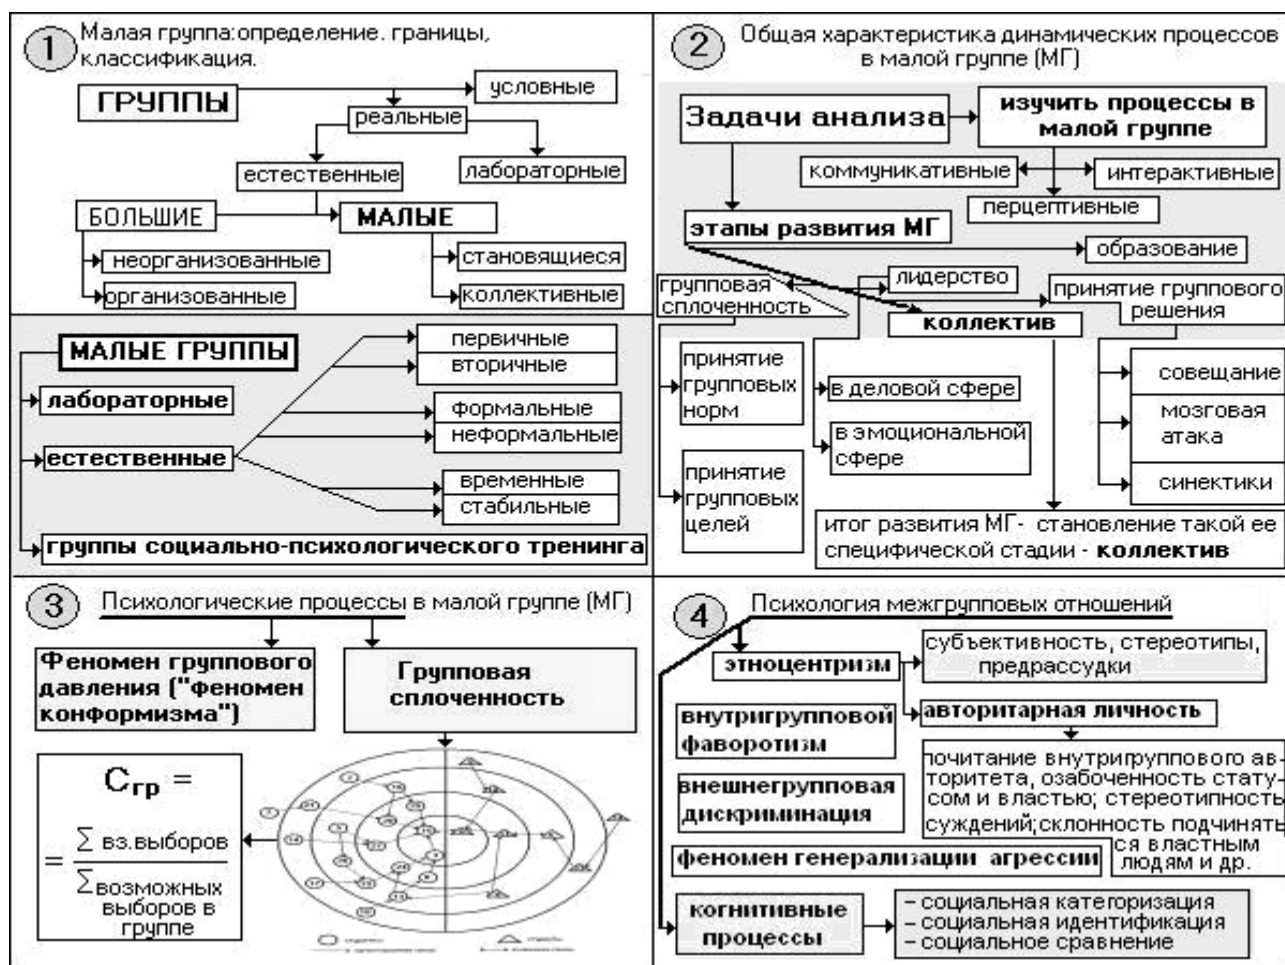 1
Малая группа:определение. границы,
классификация.
ГРУППЫ
условные
реальные
естественные
лабораторные
БОЛЬШИЕ
МАЛЫЕ
неорганизованные
становящиеся
организованные
коллективные
МАЛЫЕ ГРУППЫ
первичные
вторичные
лабораторные
формальные
неформальные
естественные
временные
стабильные
группы социально-психологического тренинга
2
Общая характеристика динамических процессов
в малой группе (МГ)
Задачи анализа
изучить процессы в
малой группе
коммуникативные
интерактивные
перцептивные
этапы развития МГ
образование
групповая
сплоченность
лидерство
принятие группового
решения
коллектив
принятие
групповых
норм
в деловой сфере
совещание
мозговая
атака
в эмоциональной
сфере
принятие
групповых
целей
синектики
итог развития МГ- становление такой ее
специфической стадии - коллектив
3
Психологические процессы в малой группе (МГ)
Феномен группового
давления ("феномен
конформизма")
Групповая
сплоченность
Cгр =
= ∑ вз.выборов
∑возможных
выборов в
группе
4
Психология межгрупповых отношений
этноцентризм
субъективность, стереотипы,
предрассудки
авторитарная личность
внутригрупповой
фаворотизм
почитание внутригруппового ав-
торитета, озабоченность стату-
сом и властью; стереотипность
суждений;склонность подчинять
ся властным
людям и др.
внешнегрупповая
дискриминация
феномен генерализации агрессии
когнитивные
процессы
– социальная категоризация
– социальная идентификация
– социальное сравнение